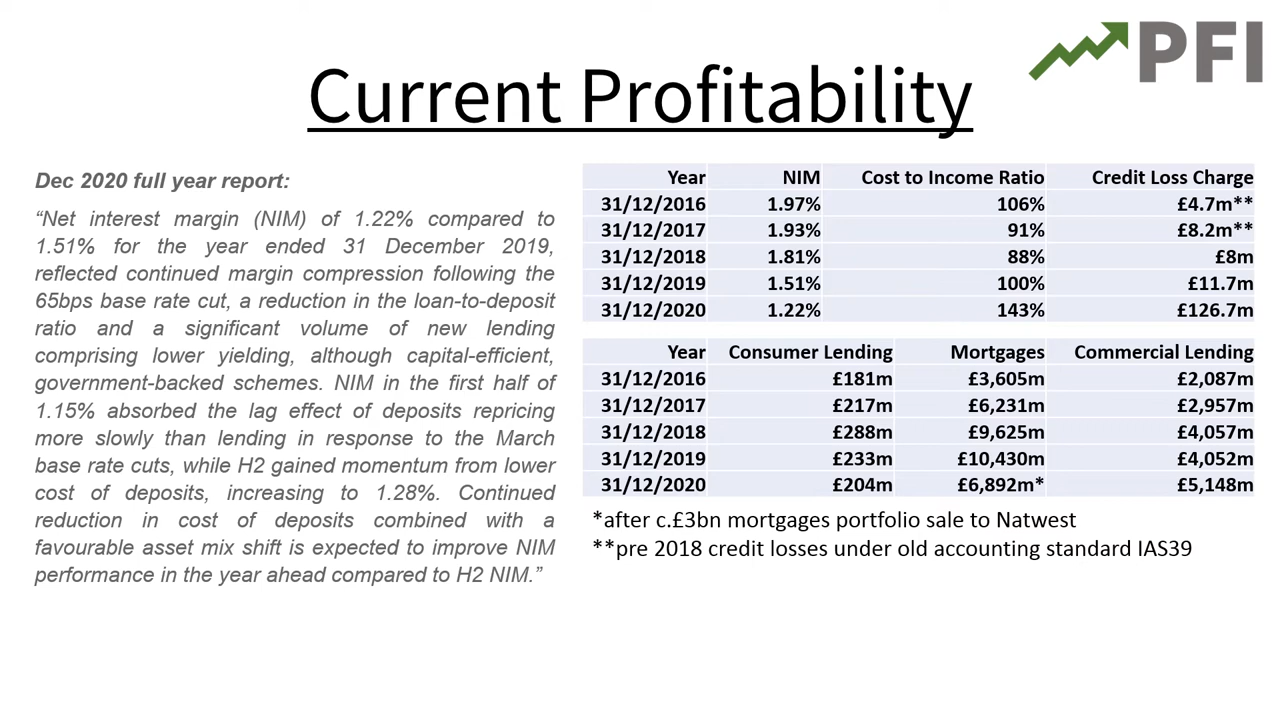 PFI
Current Profitability
Dec 2020 full year report:
“Net interest margin (NIM) of 1.22% compared to
1.51% for the year ended 31 December 2019,
reflected continued margin compression following the
65bps base rate cut, a reduction in the loan-to-deposit
ratio and a significant volume of new lending
comprising lower yielding, although capital-efficient,
government-backed schemes. NIM in the first half of
1.15% absorbed the lag effect of deposits repricing
more slowly than lending in response to the March
base rate cuts, while H2 gained momentum from lower
cost of deposits, increasing to 1.28%. Continued
reduction in cost of deposits combined with a
favourable asset mix shift is expected to improve NIM
performance in the year ahead compared to H2 NIM.”
Year NIM Cost to Income Ratio Credit Loss Charge
31/12/2016 1.97% 106% £4.7m**
31/12/2017 1.93% 91% £8.2m**
31/12/2018 1.81% 88% £8m
31/12/2019 1.51% 100% £11.7m
31/12/2020 1.22% 143% £126.7m
Year Consumer Lending Mortgages Commercial Lending
31/12/2016 £181m £3,605m £2,087m
31/12/2017 £217m £6,231m £2,957m
31/12/2018 £288m £9,625m £4,057m
31/12/2019 £233m £10,430m £4,052m
31/12/2020 £204m £6,892m* £5,148m
*after c.£3bn mortgages portfolio sale to Natwest
**pre 2018 credit losses under old accounting standard IAS39